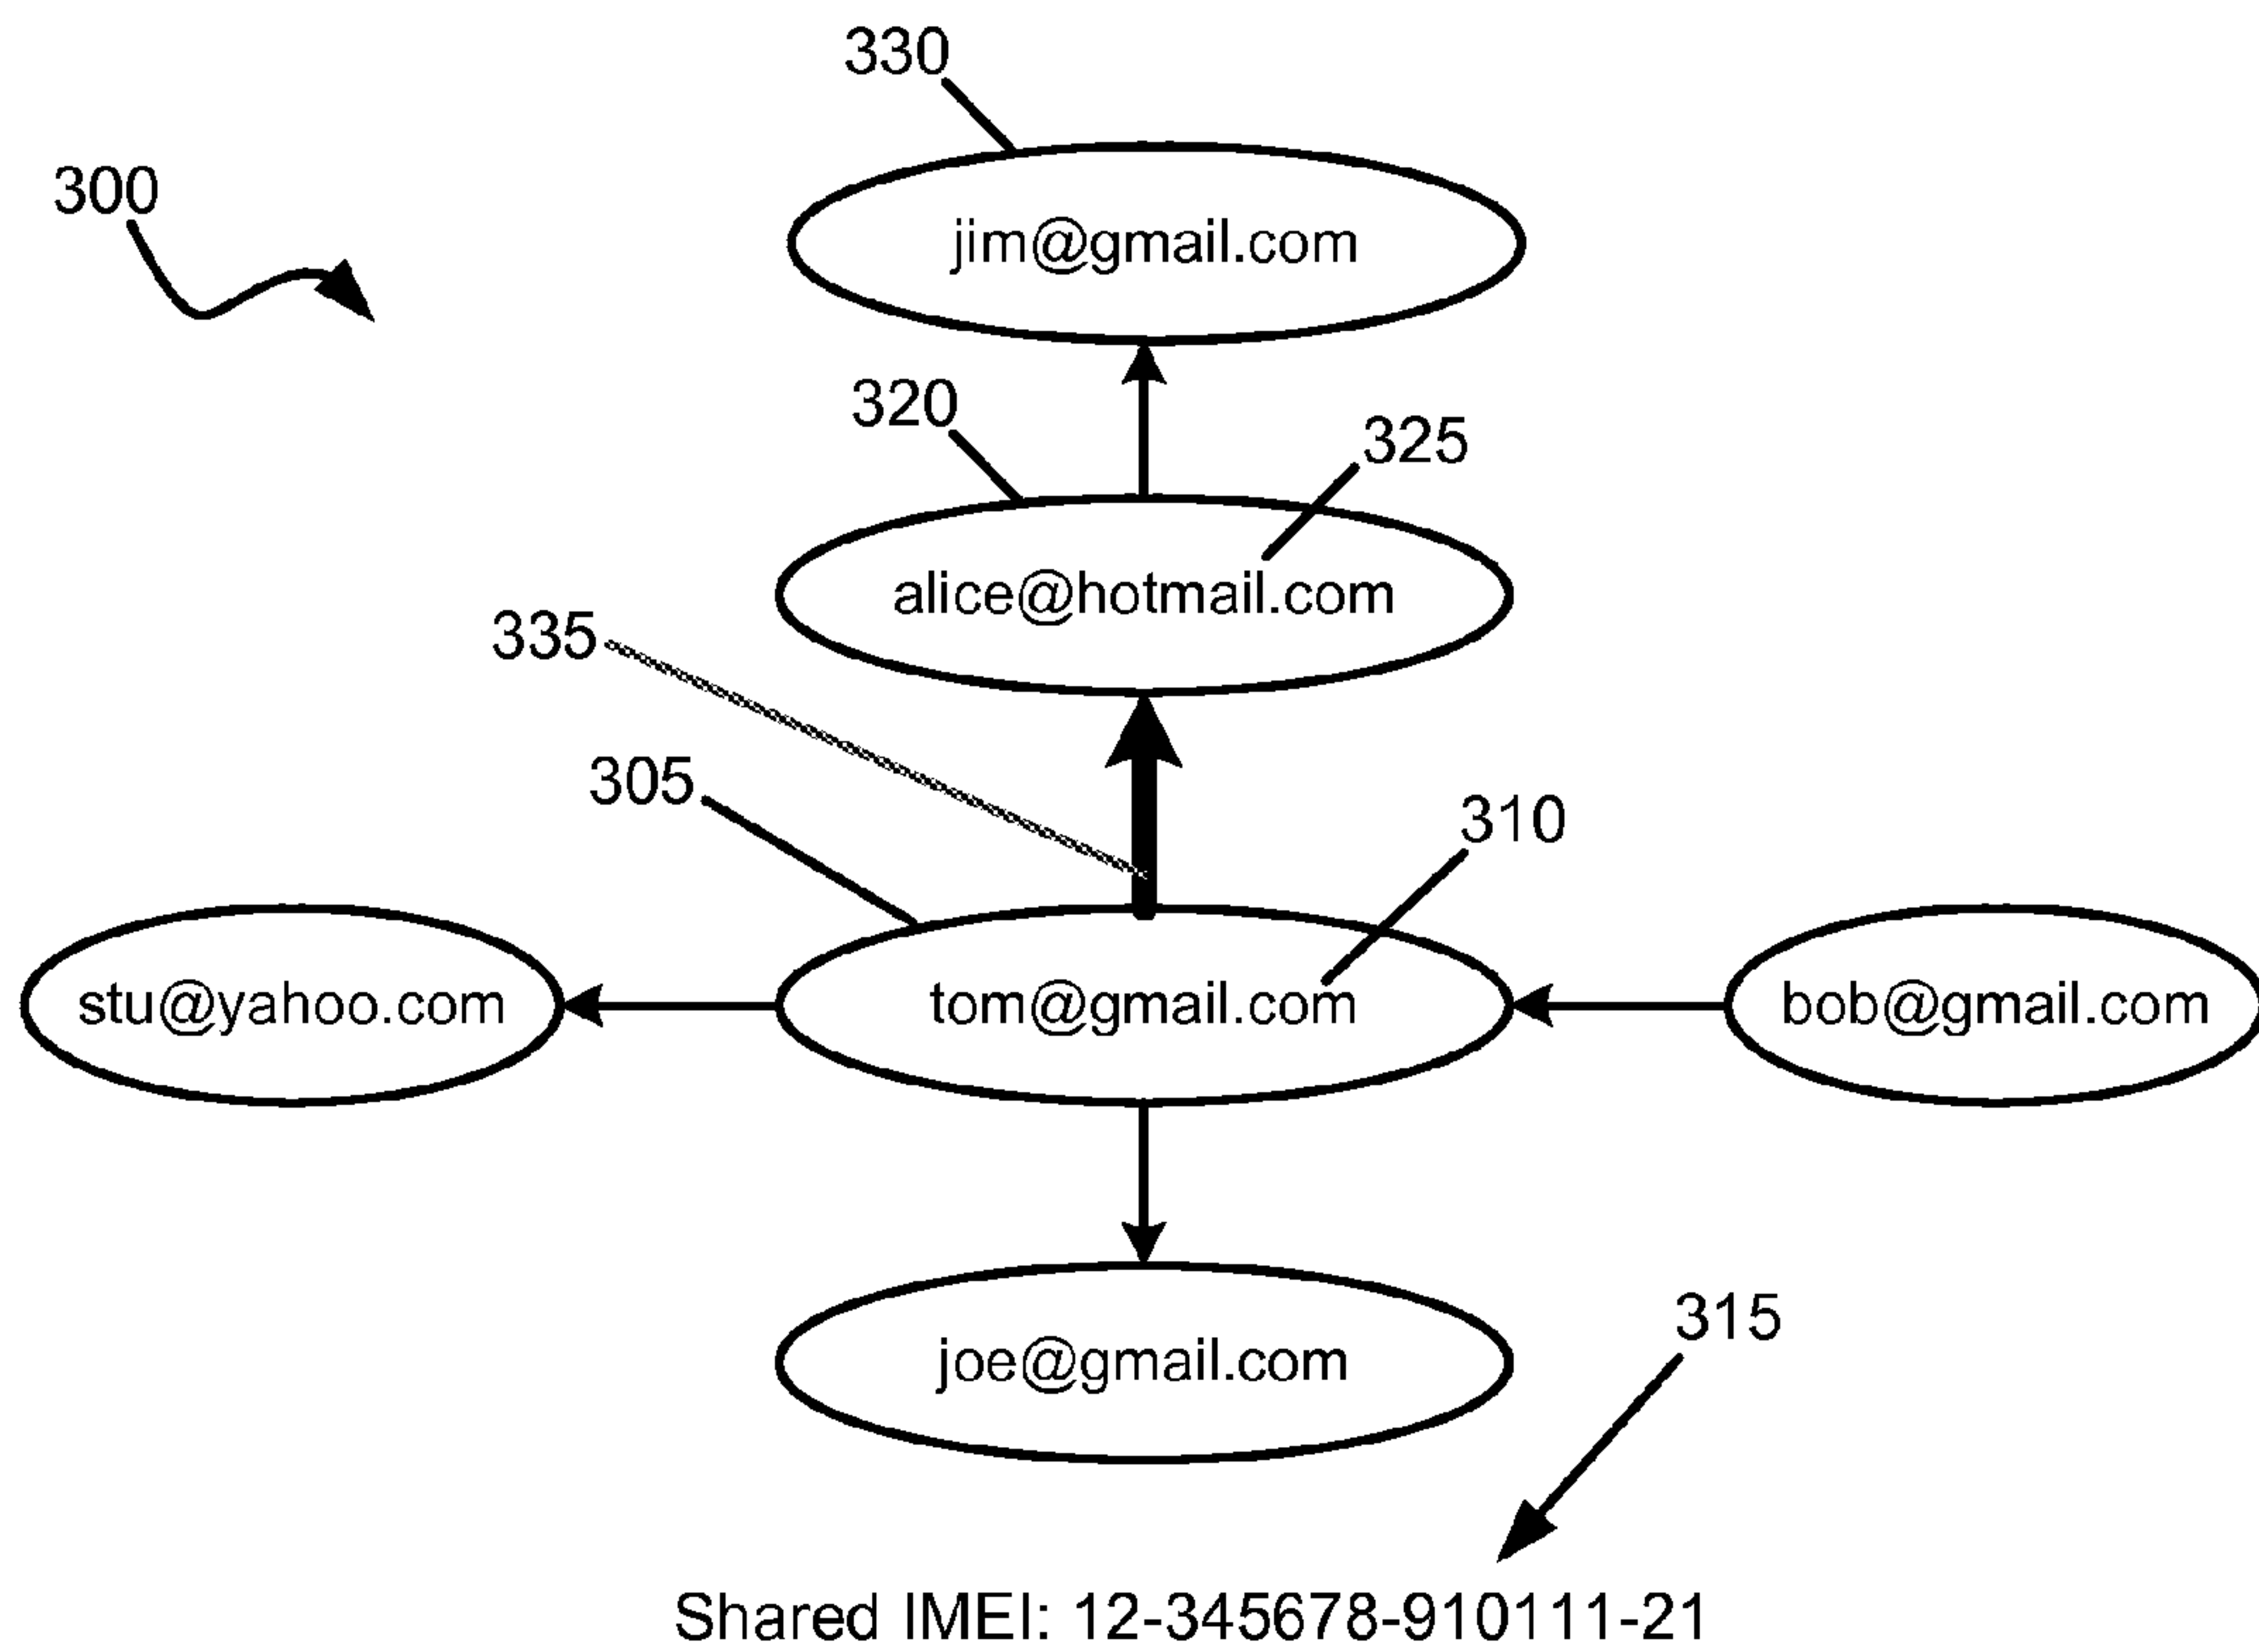 330
300
jim@gmail.com
320
325
alice@hotmail.com
335
305
310
stu@yahoo.com
tom@gmail.com
bob@gmail.com
joe@gmail.com
315
Shared IMEI: 12-345678-910111-21